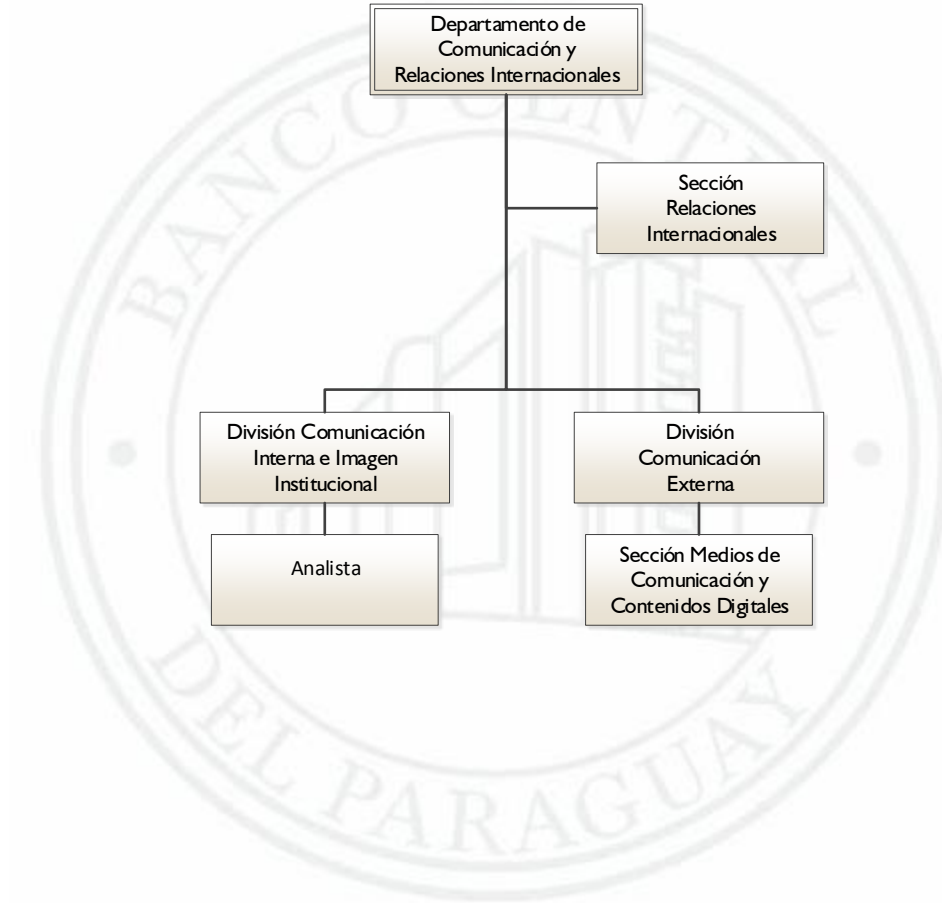 Departamento de
Comunicación y
Relaciones Internacionales
BANCO CENTRAL
Sección
Relaciones
Internacionales
División Comunicación
Interna e Imagen
Institucional
División
Comunicación
Externa
Analista
Sección Medios de
Comunicación y
Contenidos Digitales
DEL PARAGUAY